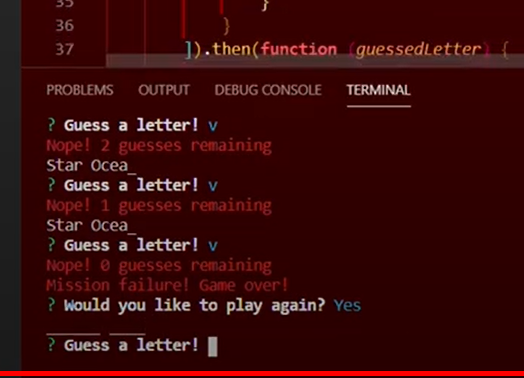 35 }
36 }
37 ]).then(function (guessedLetter) {
PROBLEMS OUTPUT DEBUG CONSOLE TERMINAL
? Guess a letter! v
Nope! 2 guesses remaining
Star Ocea_
? Guess a letter! v
Nope! 1 guesses remaining
Star Ocea_
? Guess a letter! v
Nope! 0 guesses remaining
Mission failure! Game over!
? Would you like to play again? Yes
______ ____
? Guess a letter!